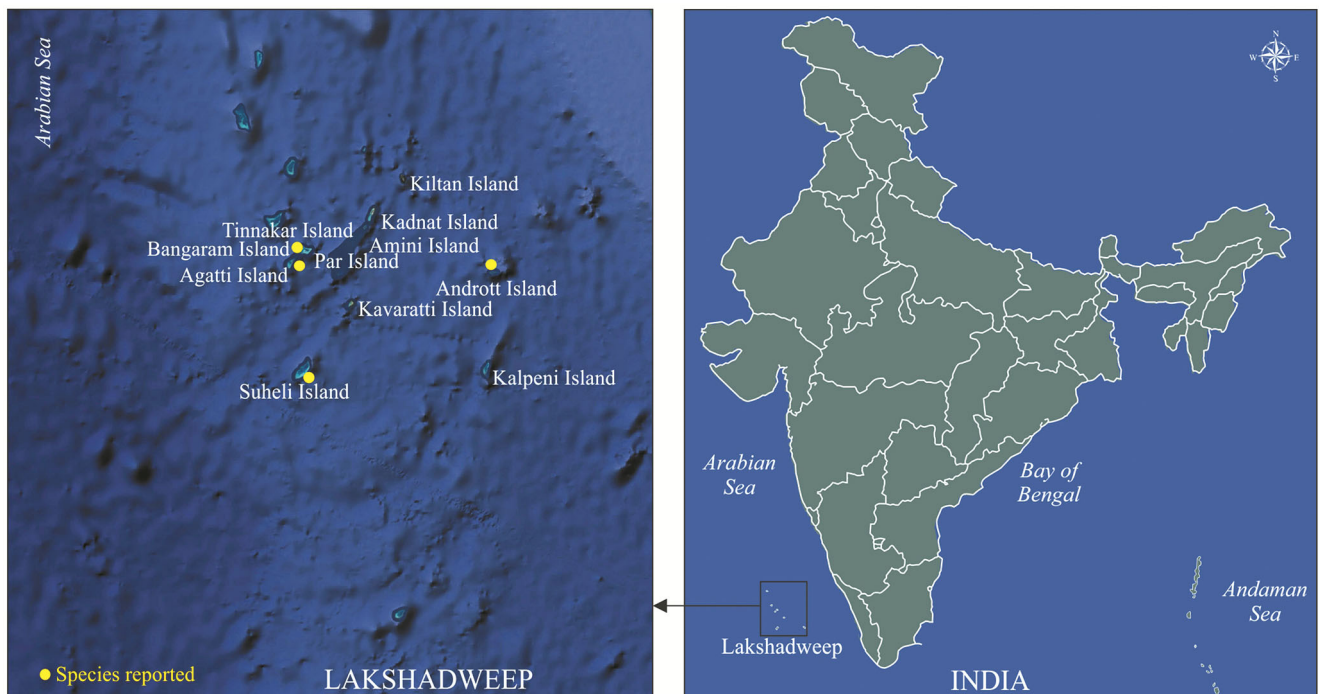 Arabian Sea
Kiltan Island
Kadnat Island
Tinnakar Island
Amini Island
Bangaram Island
Par Island
Agatti Island
Andrott Island
Kavaratti Island
Suheli Island
Kalpeni Island
Species reported
LAKSHADWEEP
N
W
E
S
Arabian
Sea
Bay of
Bengal
Andaman
Sea
Lakshadweep
INDIA